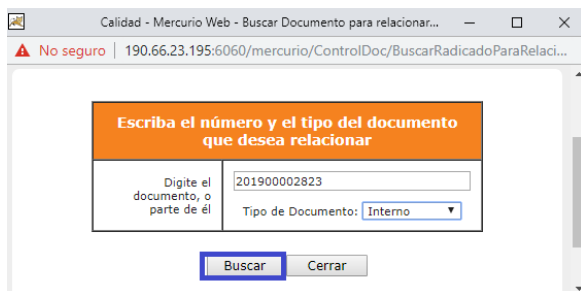 Calidad - Mercurio Web - Buscar Documento para relacionar...
No seguro | 190.66.23.195:6060/mercurio/ControlDoc/BuscarRadicadoParaRelaci...
Escriba el número y el tipo del documento
que desea relacionar
Digite el
documento, o
parte de él
201900002823
Tipo de Documento: Interno
Buscar Cerrar